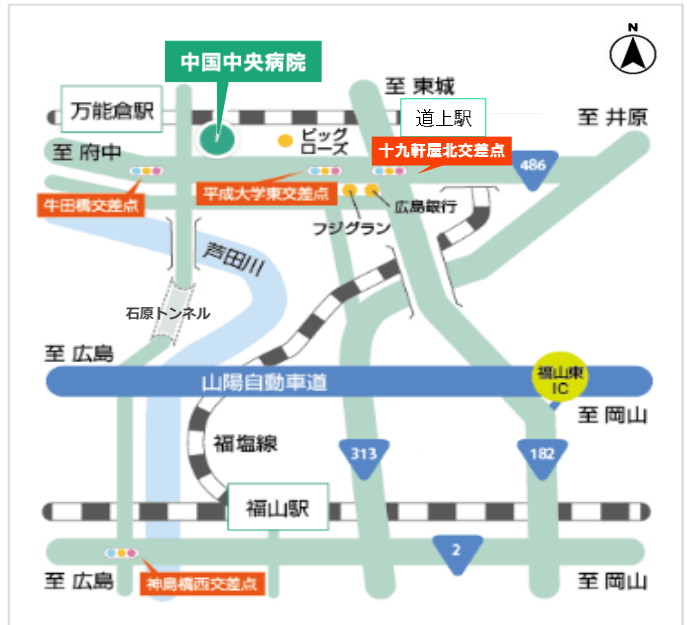 N
中国中央病院
至 東城
万能倉駅
道上駅
至 井原
ビッグ
ローズ
至 府中
十九軒屋北交差点
486
牛田橋交差点
平成大学東交差点
広島銀行
フジグラン
芦田川
石原トンネル
至 広島
山陽自動車道
福山東
IC
至 岡山
福塩線
313
182
福山駅
2
至 広島
神島橋西交差点
至 岡山